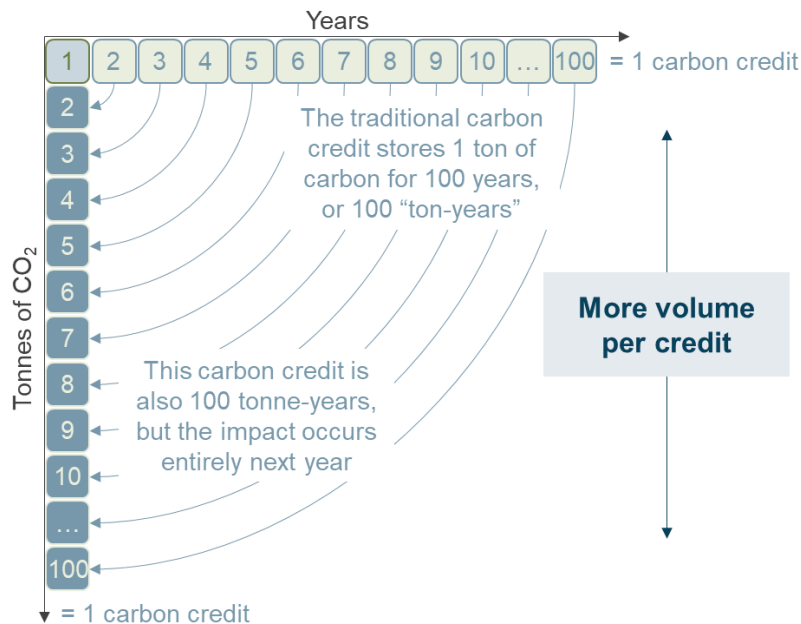 Years
1 2 3 4 5 6 7 8 9 10 ... 100 = 1 carbon credit
2
3
4
5
6
7
8
9
10
...
100
= 1 carbon credit
Tonnes of CO₂
The traditional carbon
credit stores 1 ton of
carbon for 100 years,
or 100 “ton-years”
More volume
per credit
This carbon credit is
also 100 tonne-years,
but the impact occurs
entirely next year